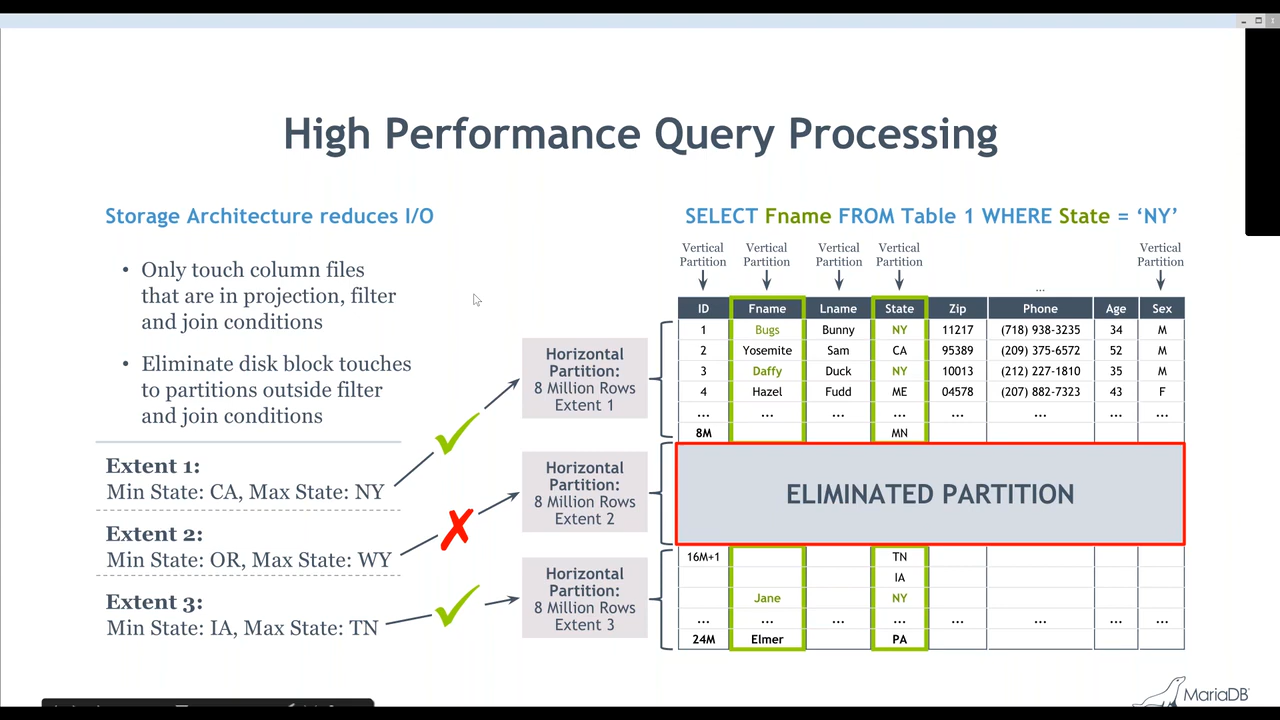 High Performance Query Processing
Storage Architecture reduces I/O
• Only touch column files
that are in projection, filter
and join conditions
• Eliminate disk block touches
to partitions outside filter
and join conditions
Extent 1:
Min State: CA, Max State: NY
Extent 2:
Min State: OR, Max State: WY
Extent 3:
Min State: IA, Max State: TN
Horizontal
Partition:
8 Million Rows
Extent 1
Horizontal
Partition:
8 Million Rows
Extent 2
Horizontal
Partition:
8 Million Rows
Extent 3
SELECT Fname FROM Table 1 WHERE State = ‘NY’
Vertical Vertical Vertical Vertical Vertical
Partition Partition Partition Partition Partition
...
ID Fname Lname State Zip Phone Age Sex
1 Bugs Bunny NY 11217 (718) 938-3235 34 M
2 Yosemite Sam CA 95389 (209) 375-6572 52 M
3 Daffy Duck NY 10013 (212) 227-1810 35 M
4 Hazel Fudd ME 04578 (207) 882-7323 43 F
... ... ... ... ... ... ... ...
8M MN
ELIMINATED PARTITION
16M+1 TN
IA
Jane NY
... ... ... ... ... ... ...
24M Elmer PA
MariaDB